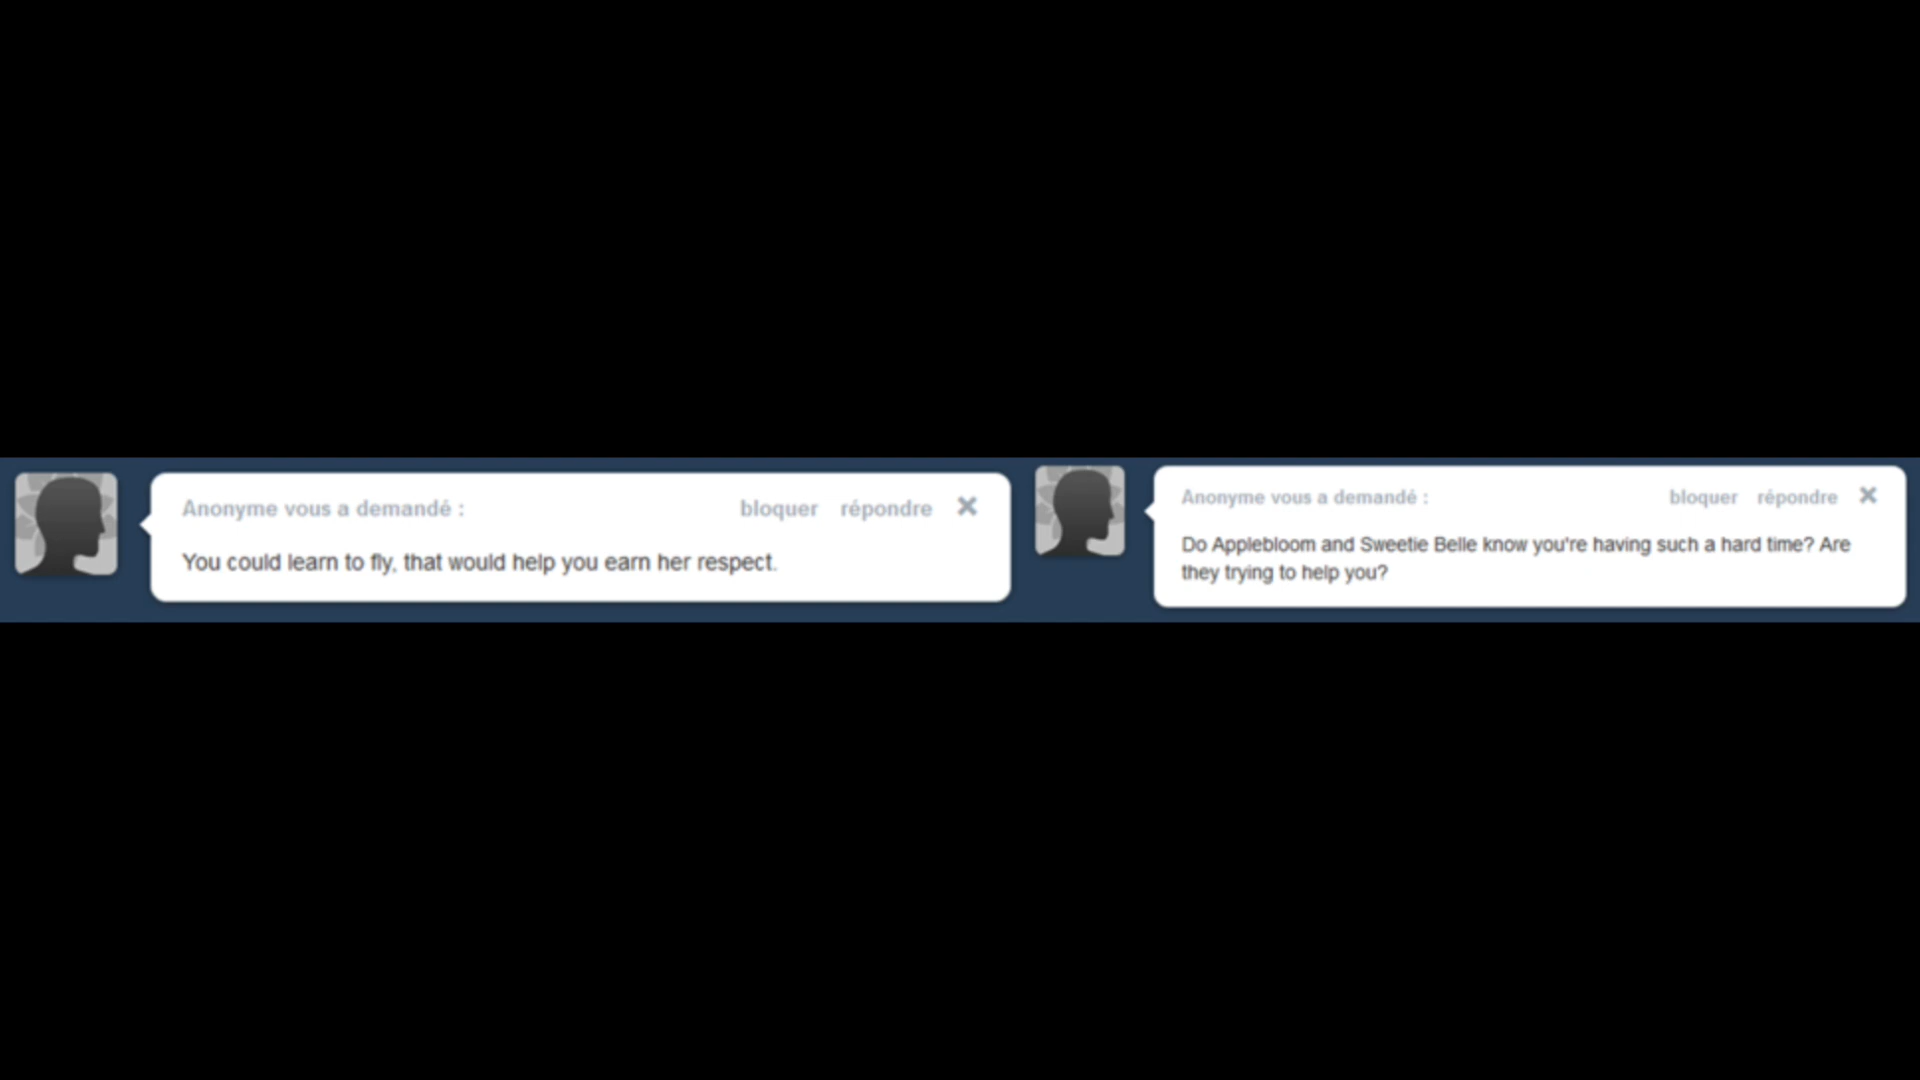 Anonyme vous a demandé : bloquer répondre
You could learn to fly, that would help you earn her respect.
Anonyme vous a demandé : bloquer répondre
Do Applebloom and Sweetie Belle know you're having such a hard time? Are
they trying to help you?